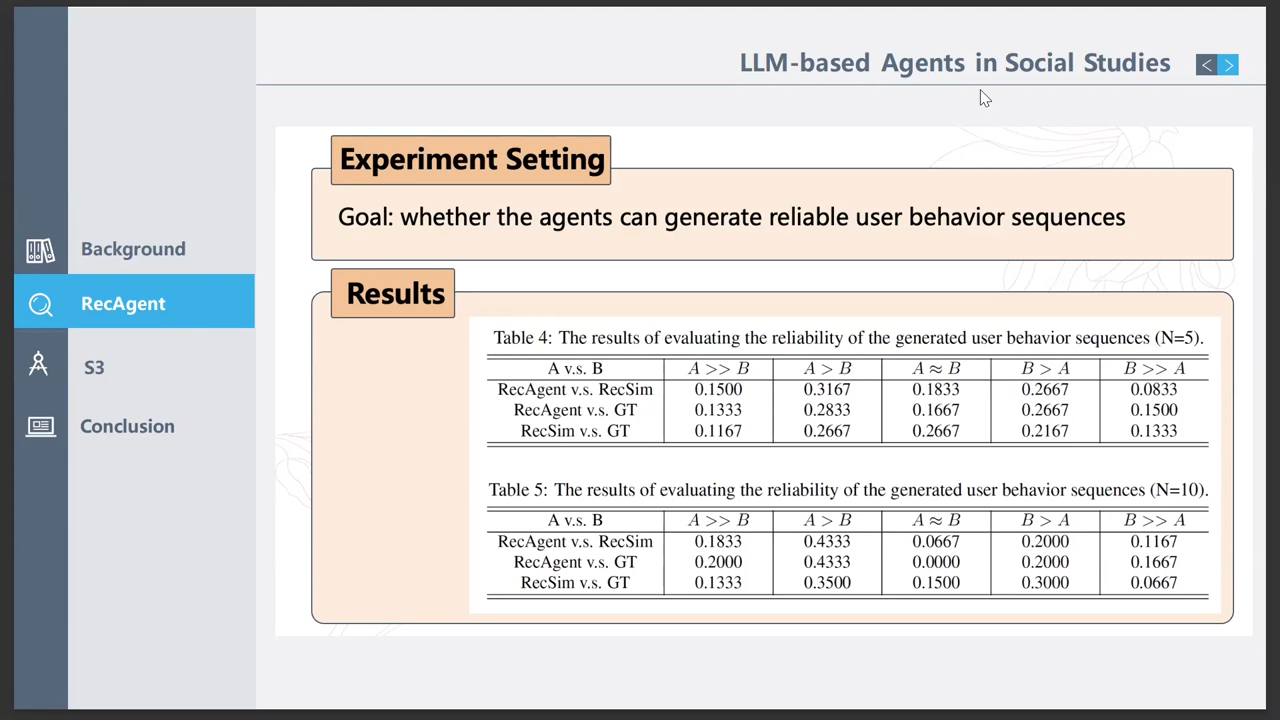 LLM-based Agents in Social Studies
< >
Background
RecAgent
S3
Conclusion
Experiment Setting
Goal: whether the agents can generate reliable user behavior sequences
Results
Table 4: The results of evaluating the reliability of the generated user behavior sequences (N=5).
A v.s. B A >> B A > B A ≈ B B > A B >> A
RecAgent v.s. RecSim 0.1500 0.3167 0.1833 0.2667 0.0833
RecAgent v.s. GT 0.1333 0.2833 0.1667 0.2667 0.1500
RecSim v.s. GT 0.1167 0.2667 0.2667 0.2167 0.1333
Table 5: The results of evaluating the reliability of the generated user behavior sequences (N=10).
A v.s. B A >> B A > B A ≈ B B > A B >> A
RecAgent v.s. RecSim 0.1833 0.4333 0.0667 0.2000 0.1167
RecAgent v.s. GT 0.2000 0.4333 0.0000 0.2000 0.1667
RecSim v.s. GT 0.1333 0.3500 0.1500 0.3000 0.0667